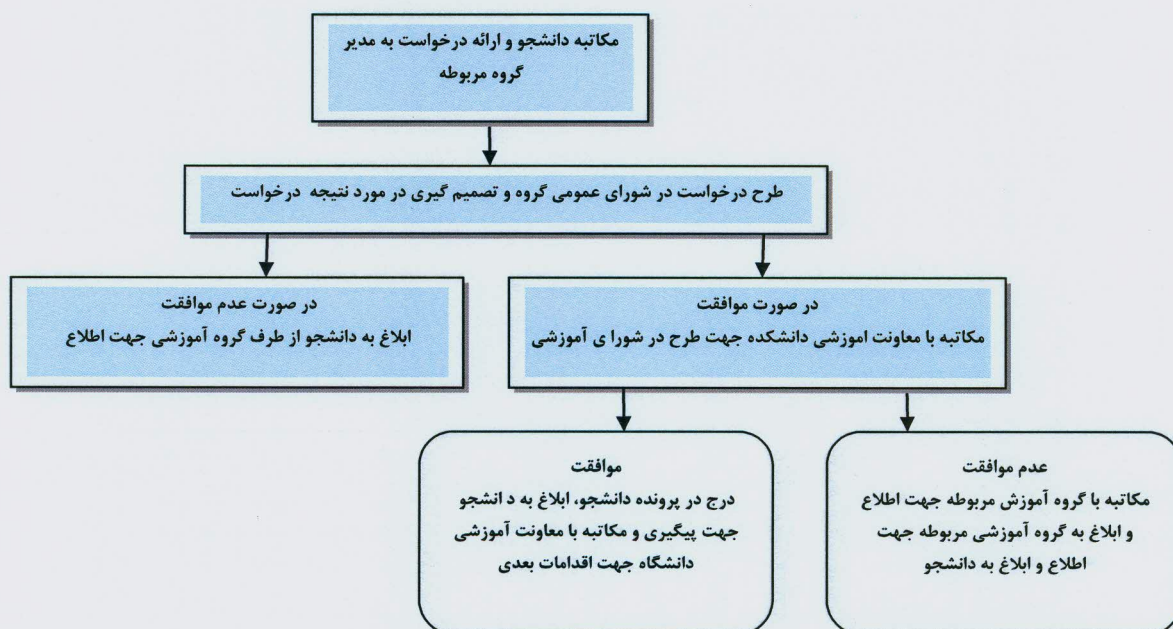 مکاتبه دانشجو و ارائه درخواست به مدیر
گروه مربوطه
طرح درخواست در شورای عمومی گروه و تصمیم گیری در مورد نتیجه درخواست
در صورت موافقت
مکاتبه با معاونت اموزشی دانشکده جهت طرح در شورا ی آموزشی
در صورت عدم موافقت
ابلاغ به دانشجو از طرف گروه آموزشی جهت اطلاع
عدم موافقت
مکاتبه با گروه آموزش مربوطه جهت اطلاع
و ابلاغ به گروه آموزشی مربوطه جهت
اطلاع و ابلاغ به دانشجو
موافقت
درج در پرونده دانشجو، ابلاغ به د انشجو
جهت پیگیری و مکاتبه با معاونت آموزشی
دانشگاه جهت اقدامات بعدی